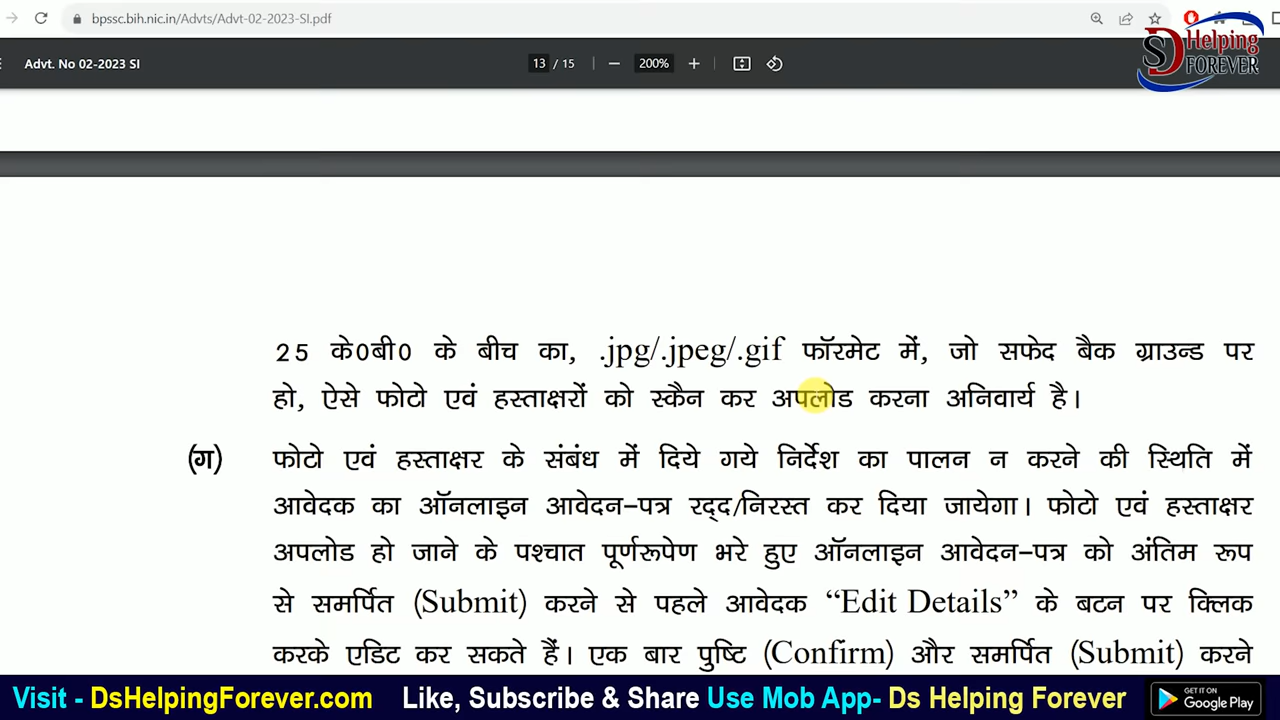 bpssc.bih.nic.in/Advts/Advt-02-2023-SI.pdf
SD Helping FOREVER
Advt. No 02-2023 SI 13 / 15 200%
25 के0बी0 के बीच का, .jpg/.jpeg/.gif फॉरमेट में, जो सफेद बैक ग्राउन्ड पर
हो, ऐसे फोटो एवं हस्ताक्षरों को स्कैन कर अपलोड करना अनिवार्य है।
(ग) फोटो एवं हस्ताक्षर के संबंध में दिये गये निर्देश का पालन न करने की स्थिति में
आवेदक का ऑनलाइन आवेदन–पत्र रद्द/निरस्त कर दिया जायेगा। फोटो एवं हस्ताक्षर
अपलोड हो जाने के पश्चात पूर्णरूपेण भरे हुए ऑनलाइन आवेदन–पत्र को अंतिम रूप
से समर्पित (Submit) करने से पहले आवेदक “Edit Details” के बटन पर क्लिक
करके एडिट कर सकते हैं। एक बार पुष्टि (Confirm) और समर्पित (Submit) करने
Visit - DsHelpingForever.com Like, Subscribe & Share Use Mob App- Ds Helping Forever GET IT ON Google Play